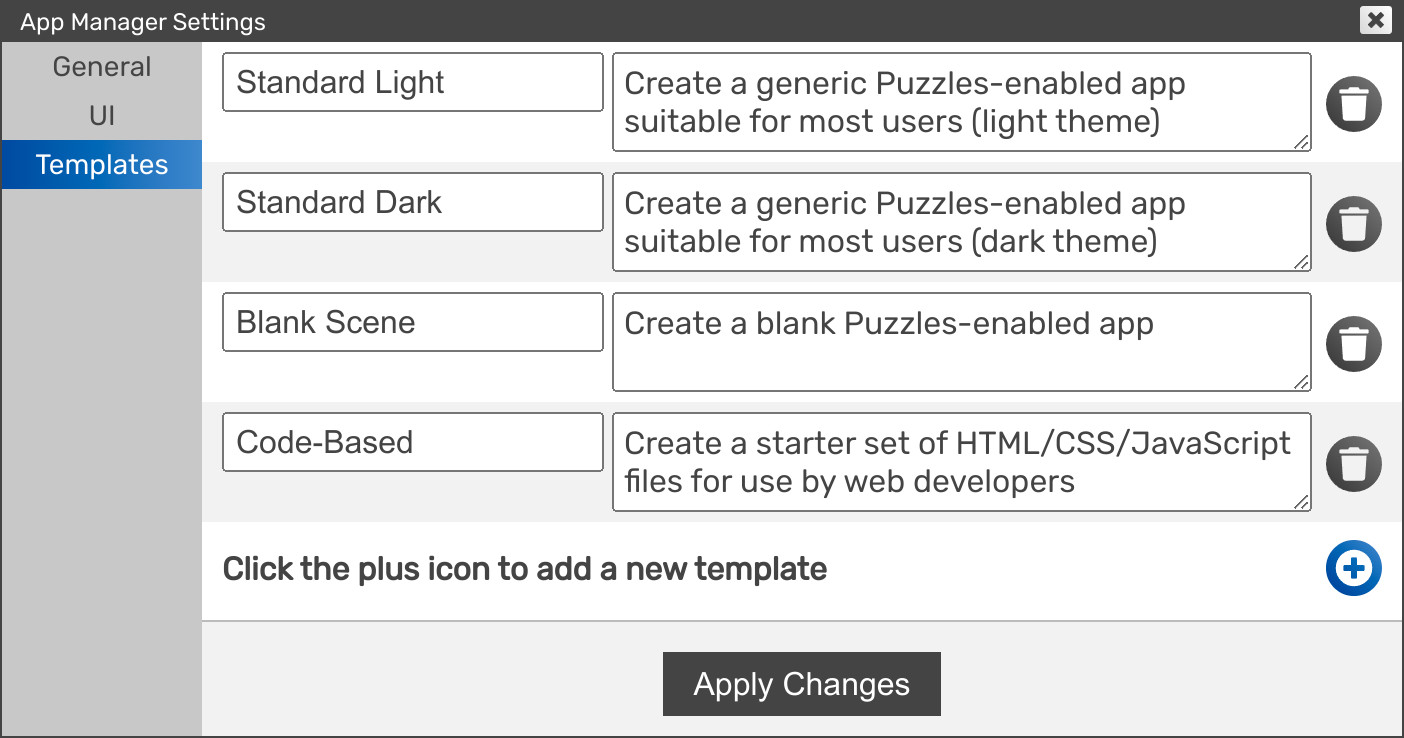 App Manager Settings
General
UI
Templates
Standard Light
Create a generic Puzzles-enabled app
suitable for most users (light theme)
Standard Dark
Create a generic Puzzles-enabled app
suitable for most users (dark theme)
Blank Scene
Create a blank Puzzles-enabled app
Code-Based
Create a starter set of HTML/CSS/JavaScript
files for use by web developers
Click the plus icon to add a new template
Apply Changes